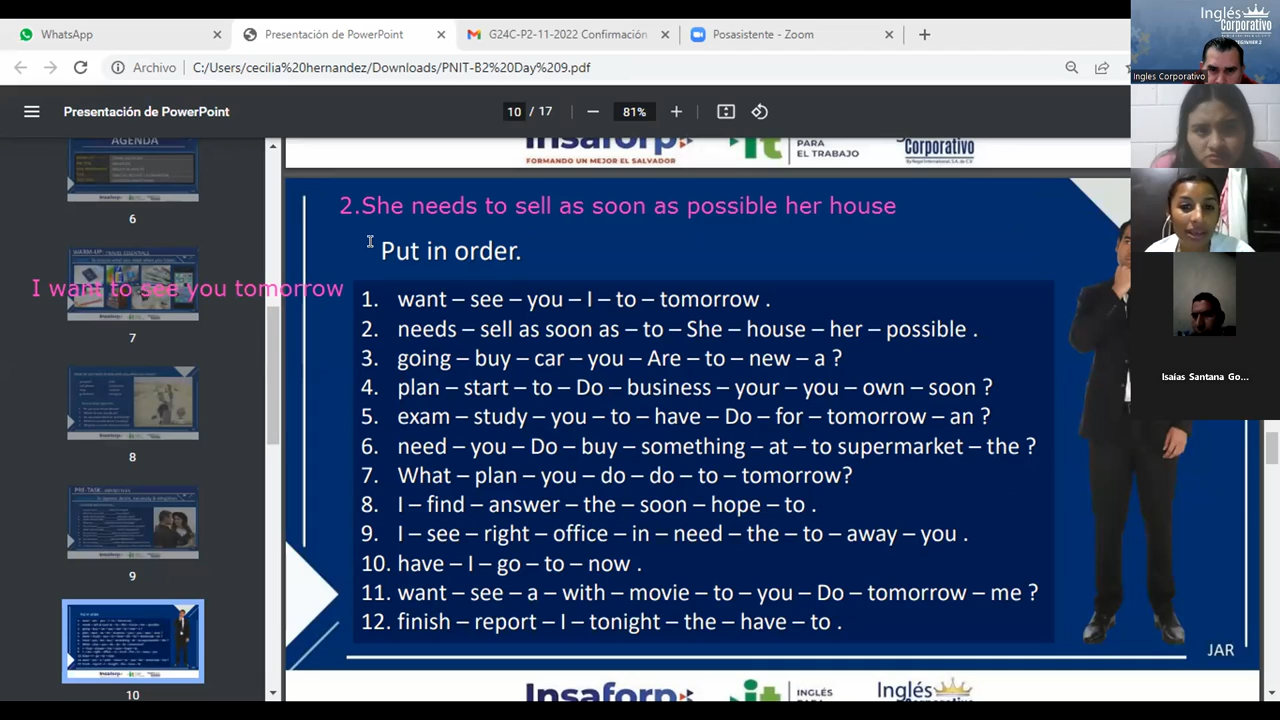 WhatsApp
Presentación de PowerPoint
G24C-P2-11-2022 Confirmación
Posasistente - Zoom
Archivo
C:/Users/cecilia%20hernandez/Downloads/PNIT-B2%2Day%209.pdf
Presentación de PowerPoint
10 / 17
81%
Inglés
Corporativo
Ingles Corporativo
AGENDA
6
7
8
9
10
Insaforp
FORMANDO UN MEJOR EL SALVADOR
PARA
EL TRABAJO
Corporativo
2.She needs to sell as soon as possible her house
Put in order.
I want to see you tomorrow
1. want – see – you – I – to – tomorrow .
2. needs – sell as soon as – to – She – house – her – possible .
3. going – buy – car – you – Are – to – new – a ?
4. plan – start – to – Do – business – your – you – own – soon ?
5. exam – study – you – to – have – Do – for – tomorrow – an ?
6. need – you – Do – buy – something – at – to supermarket – the ?
7. What – plan – you – do – do – to – tomorrow?
8. I – find – answer – the – soon – hope – to .
9. I – see – right – office – in – need – the – to – away – you .
10. have – I – go – to – now .
11. want – see – a – with – movie – to – you – Do – tomorrow – me ?
12. finish – report – I – tonight – the – have – to .
JAR
Isaías Santana Go...
Insaforp
INGLÉS
Inglés